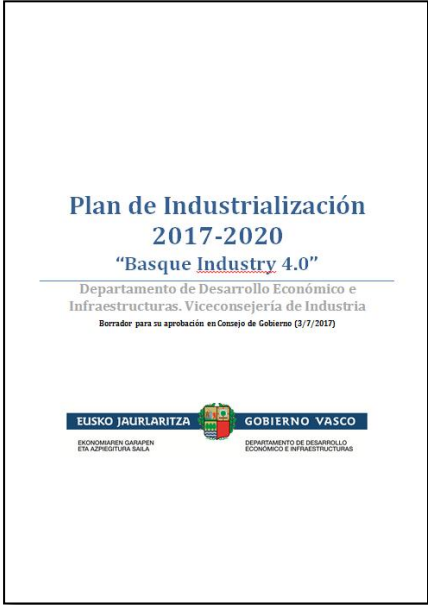 Plan de Industrialización
2017-2020
“Basque Industry 4.0”
Departamento de Desarrollo Económico e
Infraestructuras. Viceconsejería de Industria
Borrador para su aprobación en Consejo de Gobierno (3/7/2017)
EUSKO JAURLARITZA GOBIERNO VASCO
EKONOMIAREN GARAPEN
ETA AZPIEGITURA SAILA
DEPARTAMENTO DE DESARROLLO
ECONÓMICO E INFRAESTRUCTURAS